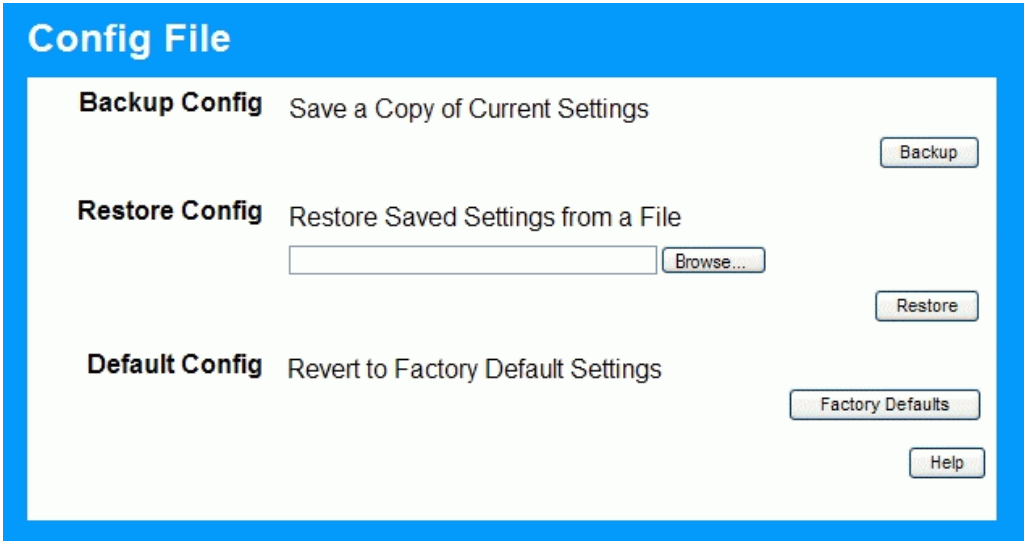 Config File
Backup Config Save a Copy of Current Settings
Backup
Restore Config Restore Saved Settings from a File
Browse...
Restore
Default Config Revert to Factory Default Settings
Factory Defaults
Help